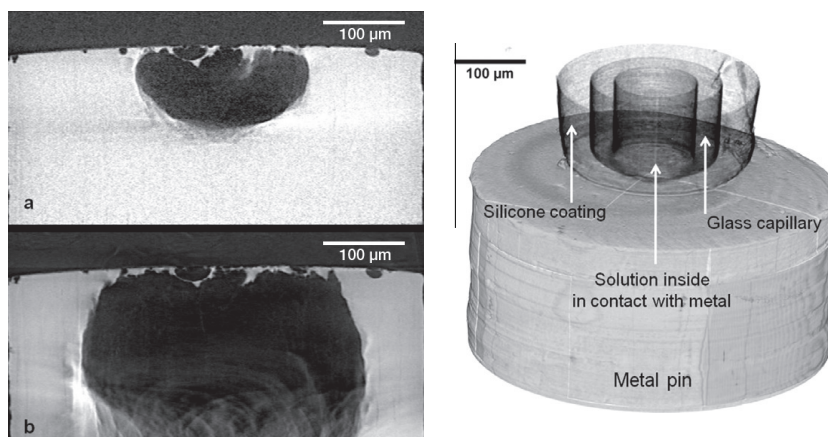 100 µm
a
100 µm
b
100 µm
Silicone coating
Glass capillary
Solution inside
in contact with metal
Metal pin